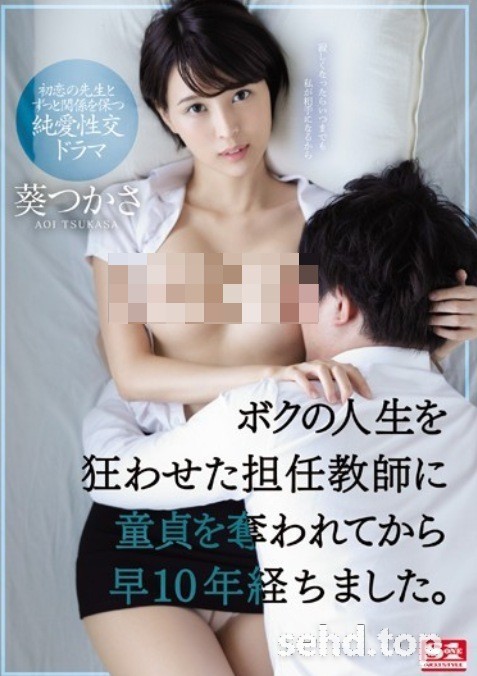 初恋の先生と
ずっと関係を保つ
純愛性交
ドラマ
寂しくなったらいつまでも
私が相手になるから
葵つかさ
AOI TSUKASA
ボクの人生を
狂わせた担任教師に
童貞を奪われてから
早10年経ちました。
sehd.top